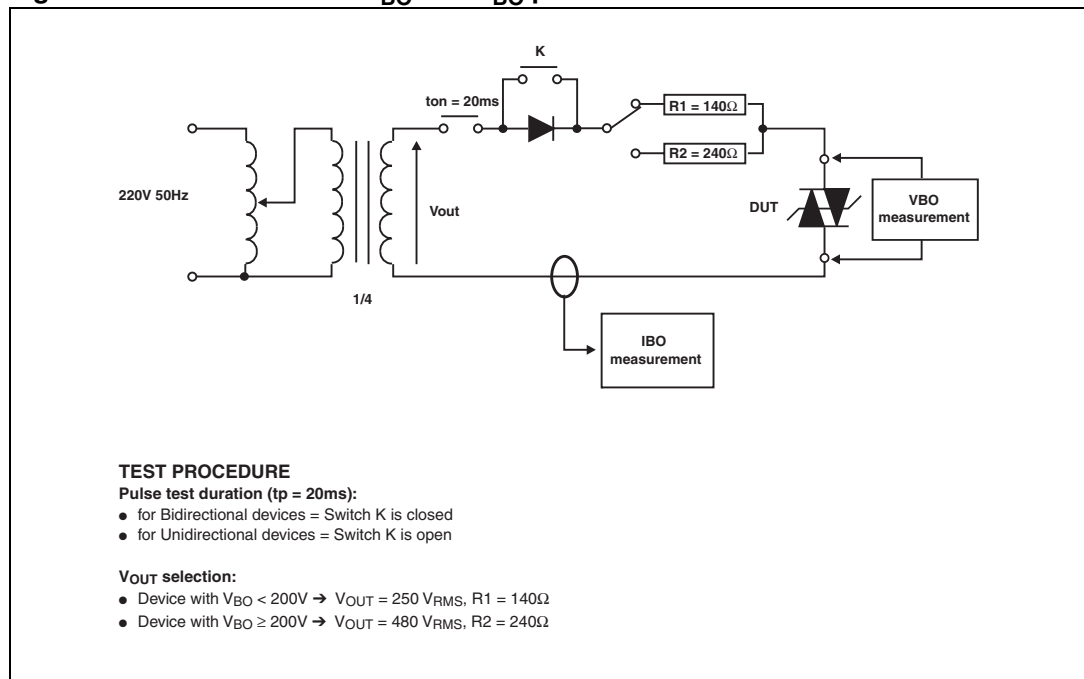 BO BO
K
ton = 20ms
R1 = 140Ω
R2 = 240Ω
220V 50Hz
Vout
DUT
VBO
measurement
1/4
IBO
measurement
TEST PROCEDURE
Pulse test duration (tp = 20ms):
● for Bidirectional devices = Switch K is closed
● for Unidirectional devices = Switch K is open
VOUT selection:
● Device with VBO < 200V ➔ VOUT = 250 VRMS, R1 = 140Ω
● Device with VBO ≥ 200V ➔ VOUT = 480 VRMS, R2 = 240Ω